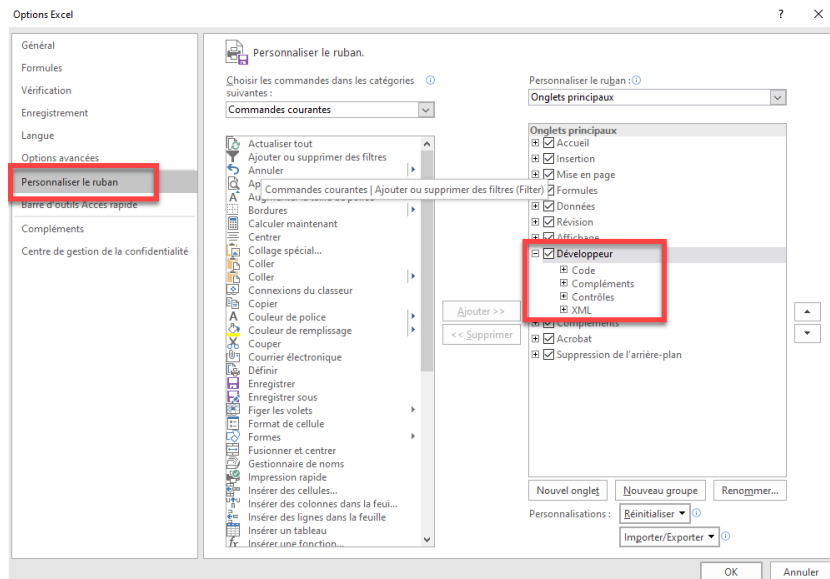 Options Excel
?
Général
Formules
Vérification
Enregistrement
Langue
Options avancées
Personnaliser le ruban
Barre d'outils Accès rapide
Compléments
Centre de gestion de la confidentialité
Personnaliser le ruban.
Choisir les commandes dans les catégories
suivantes :
Commandes courantes
Actualiser tout
Ajouter ou supprimer des filtres
Annuler
Commandes courantes | Ajouter ou supprimer des filtres (Filter)
Bordures
Calculer maintenant
Centrer
Collage spécial...
Coller
Coller
Connexions du classeur
Copier
Couleur de police
Couleur de remplissage
Couper
Courrier électronique
Définir
Enregistrer
Enregistrer sous
Figer les volets
Format de cellule
Formes
Fusionner et centrer
Gestionnaire de noms
Impression rapide
Insérer des cellules...
Insérer des colonnes dans la feui...
Insérer des lignes dans la feuille
Insérer un tableau
Insérer une fonction...
Ajouter >>
<< Supprimer
Personnaliser le ruban :
Onglets principaux
Onglets principaux
Accueil
Insertion
Mise en page
Formules
Données
Révision
Affichage
Développeur
Code
Compléments
Contrôles
XML
Compléments
Acrobat
Suppression de l'arrière-plan
Nouvel onglet
Nouveau groupe
Renommer...
Personnalisations :
Réinitialiser
Importer/Exporter
OK
Annuler